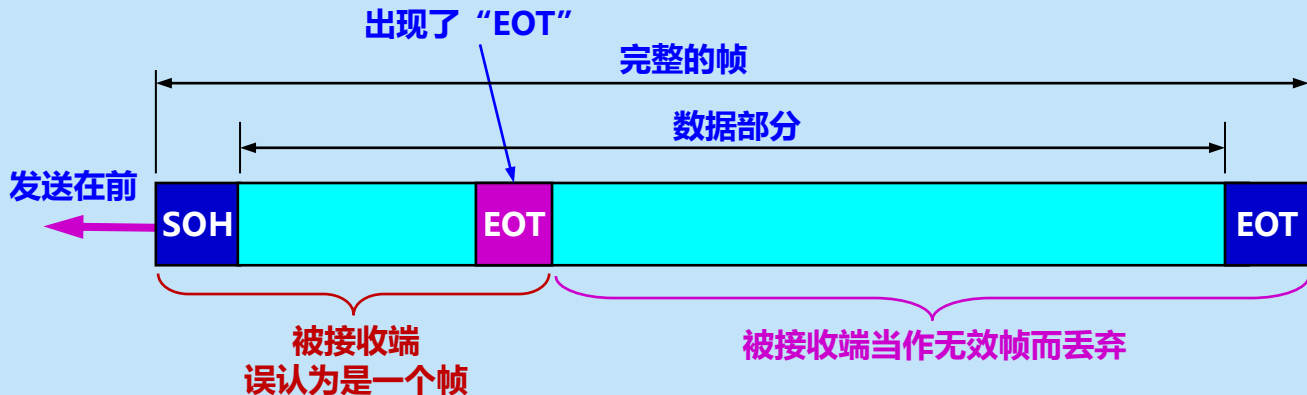 出现了“EOT”
完整的帧
数据部分
发送在前
SOH
EOT
EOT
被接收端
误认为是一个帧
被接收端当作无效帧而丢弃